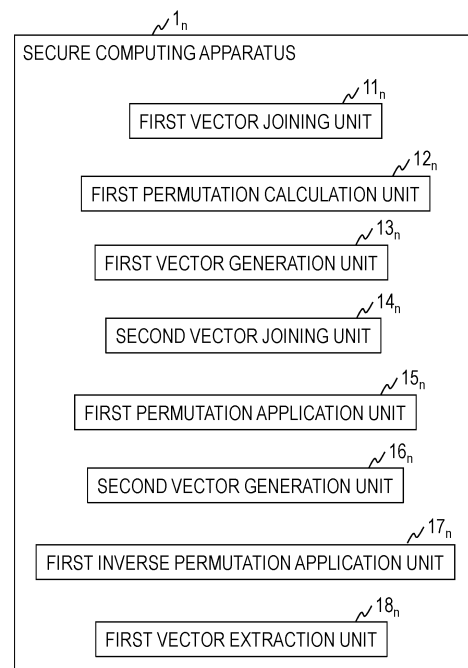 1n
SECURE COMPUTING APPARATUS
11n
FIRST VECTOR JOINING UNIT
12n
FIRST PERMUTATION CALCULATION UNIT
13n
FIRST VECTOR GENERATION UNIT
14n
SECOND VECTOR JOINING UNIT
15n
FIRST PERMUTATION APPLICATION UNIT
16n
SECOND VECTOR GENERATION UNIT
17n
FIRST INVERSE PERMUTATION APPLICATION UNIT
18n
FIRST VECTOR EXTRACTION UNIT